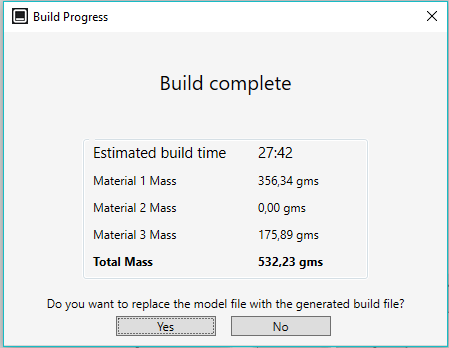 Build Progress
Build complete
Estimated build time 27:42
Material 1 Mass 356,34 gms
Material 2 Mass 0,00 gms
Material 3 Mass 175,89 gms
Total Mass 532,23 gms
Do you want to replace the model file with the generated build file?
Yes No